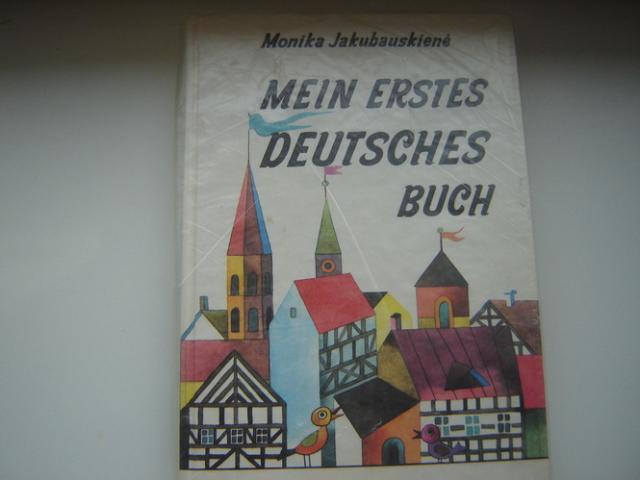 Monika Jakubauskienė
MEIN ERSTES
DEUTSCHES
BUCH